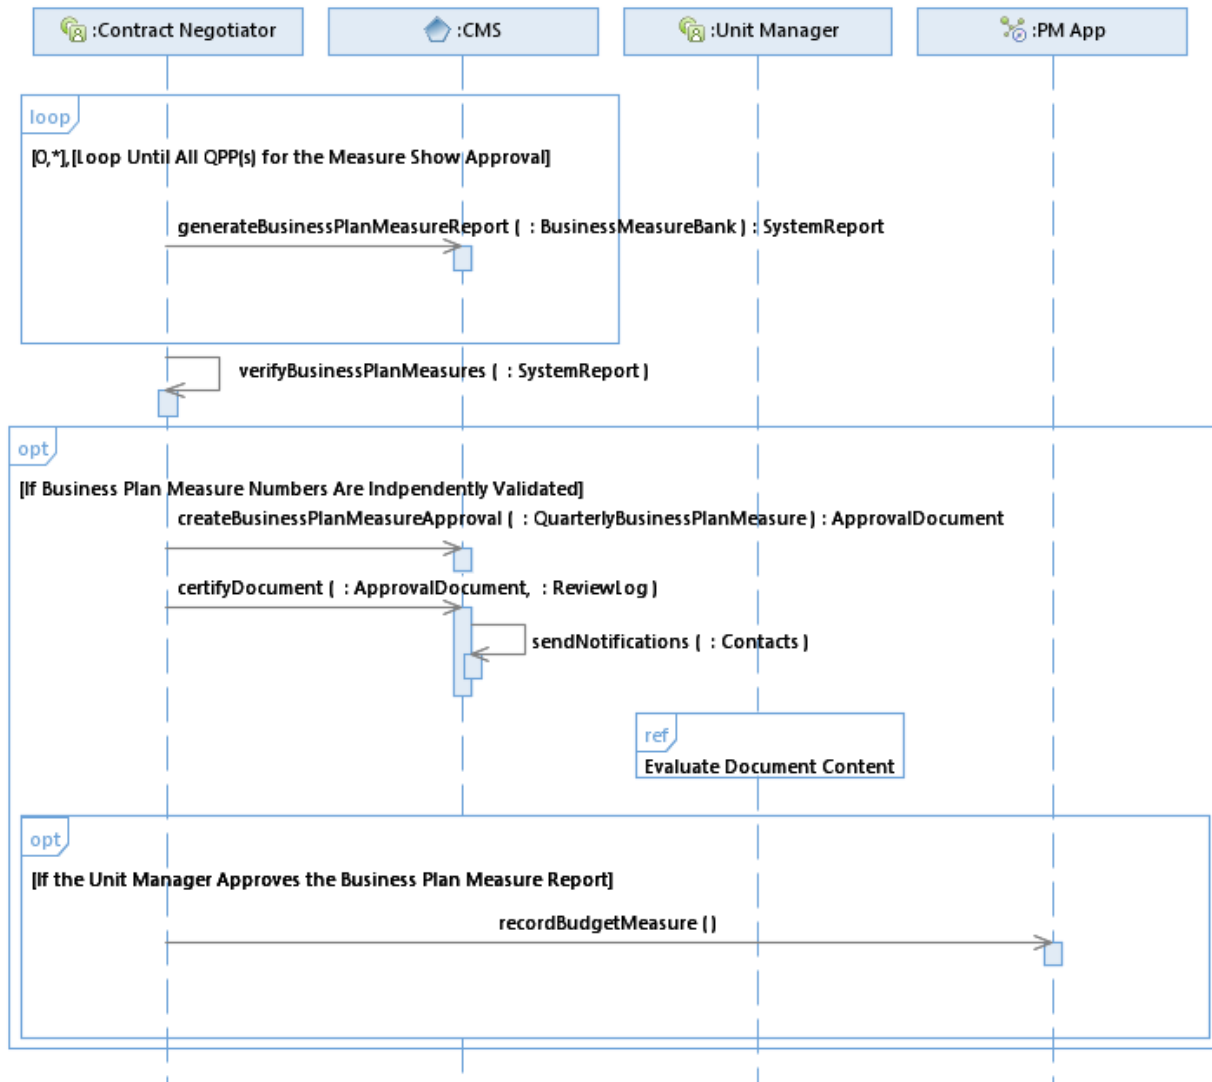 :Contract Negotiator
:CMS
:Unit Manager
:PM App
loop
[0,*],[Loop Until All QPP(s) for the Measure Show Approval]
generateBusinessPlanMeasureReport ( : BusinessMeasureBank ) : SystemReport
verifyBusinessPlanMeasures ( : SystemReport )
opt
[If Business Plan Measure Numbers Are Indpendently Validated]
createBusinessPlanMeasureApproval ( : QuarterlyBusinessPlanMeasure ) : ApprovalDocument
certifyDocument ( : ApprovalDocument, : ReviewLog )
sendNotifications ( : Contacts )
ref
Evaluate Document Content
opt
[If the Unit Manager Approves the Business Plan Measure Report]
recordBudgetMeasure ( )